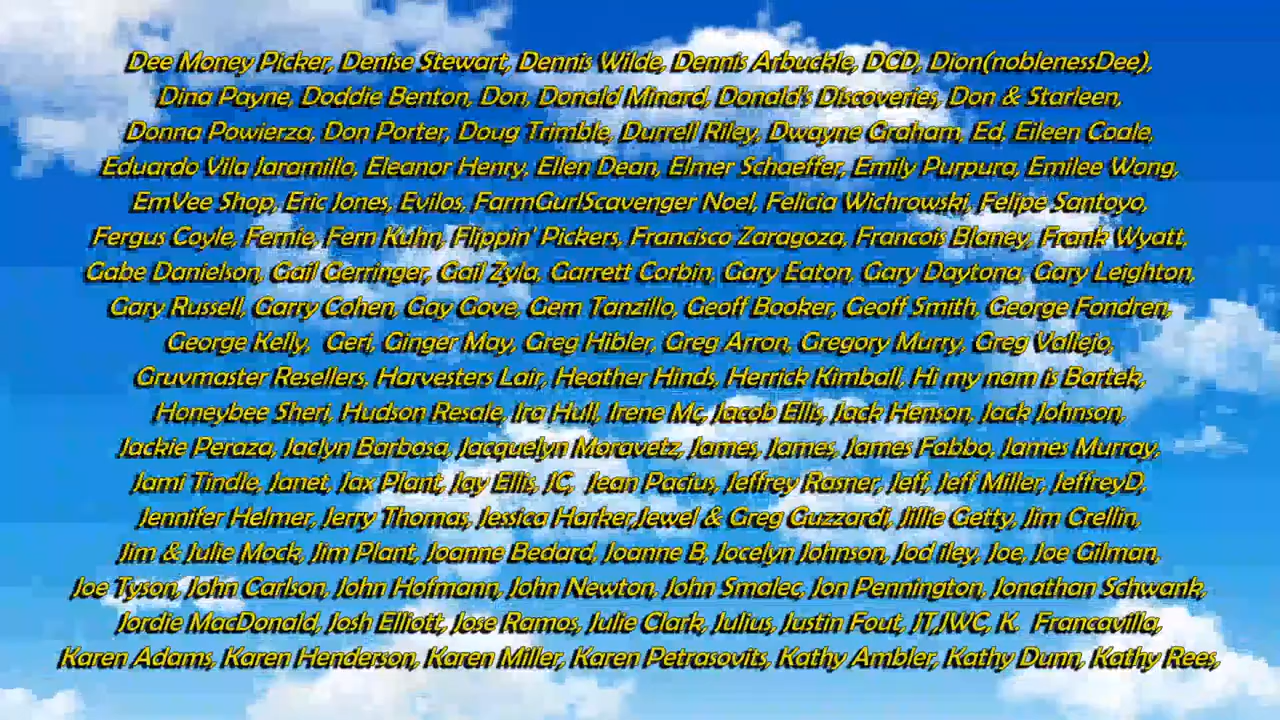 Dee Money Picker, Denise Stewart, Dennis Wilde, Dennis Arbuckle, DCD, Dion(noblenessDee),
Dina Payne, Doddie Benton, Don, Donald Minard, Donald's Discoveries, Don & Starleen,
Donna Powierza, Don Porter, Doug Trimble, Durrell Riley, Dwayne Graham, Ed, Eileen Coale,
Eduardo Vila Jaramillo, Eleanor Henry, Ellen Dean, Elmer Schaeffer, Emily Purpura, Emilee Wong,
EmVee Shop, Eric Jones, Evilos, FarmGurlScavenger Noel, Felicia Wichrowski, Felipe Santoyo,
Fergus Coyle, Fernie, Fern Kuhn, Flippin' Pickers, Francisco Zaragoza, Francois Blaney, Frank Wyatt,
Gabe Danielson, Gail Gerringer, Gail Zyla, Garrett Corbin, Gary Eaton, Gary Daytona, Gary Leighton,
Gary Russell, Garry Cohen, Gay Gove, Gem Tanzillo, Geoff Booker, Geoff Smith, George Fondren,
George Kelly,  Geri, Ginger May, Greg Hibler, Greg Arron, Gregory Murry, Greg Vallejo,
Gruvmaster Resellers, Harvesters Lair, Heather Hinds, Herrick Kimball, Hi my nam is Bartek,
Honeybee Sheri, Hudson Resale, Ira Hull, Irene Mc, Jacob Ellis, Jack Henson, Jack Johnson,
Jackie Peraza, Jaclyn Barbosa, Jacquelyn Moravetz, James, James, James Fabbo, James Murray,
Jami Tindle, Janet, Jax Plant, Jay Ellis, JC,  Jean Pacius, Jeffrey Rasner, Jeff, Jeff Miller, JeffreyD,
Jennifer Helmer, Jerry Thomas, Jessica Harker,Jewel & Greg Guzzardi, Jillie Getty, Jim Crellin,
Jim & Julie Mock, Jim Plant, Joanne Bedard, Joanne B, Jocelyn Johnson, Jod iley, Joe, Joe Gilman,
Joe Tyson, John Carlson, John Hofmann, John Newton, John Smalec, Jon Pennington, Jonathan Schwank,
Jordie MacDonald, Josh Elliott, Jose Ramos, Julie Clark, Julius, Justin Fout, JT,JWC, K.  Francavilla,
Karen Adams, Karen Henderson, Karen Miller, Karen Petrasovits, Kathy Ambler, Kathy Dunn, Kathy Rees,